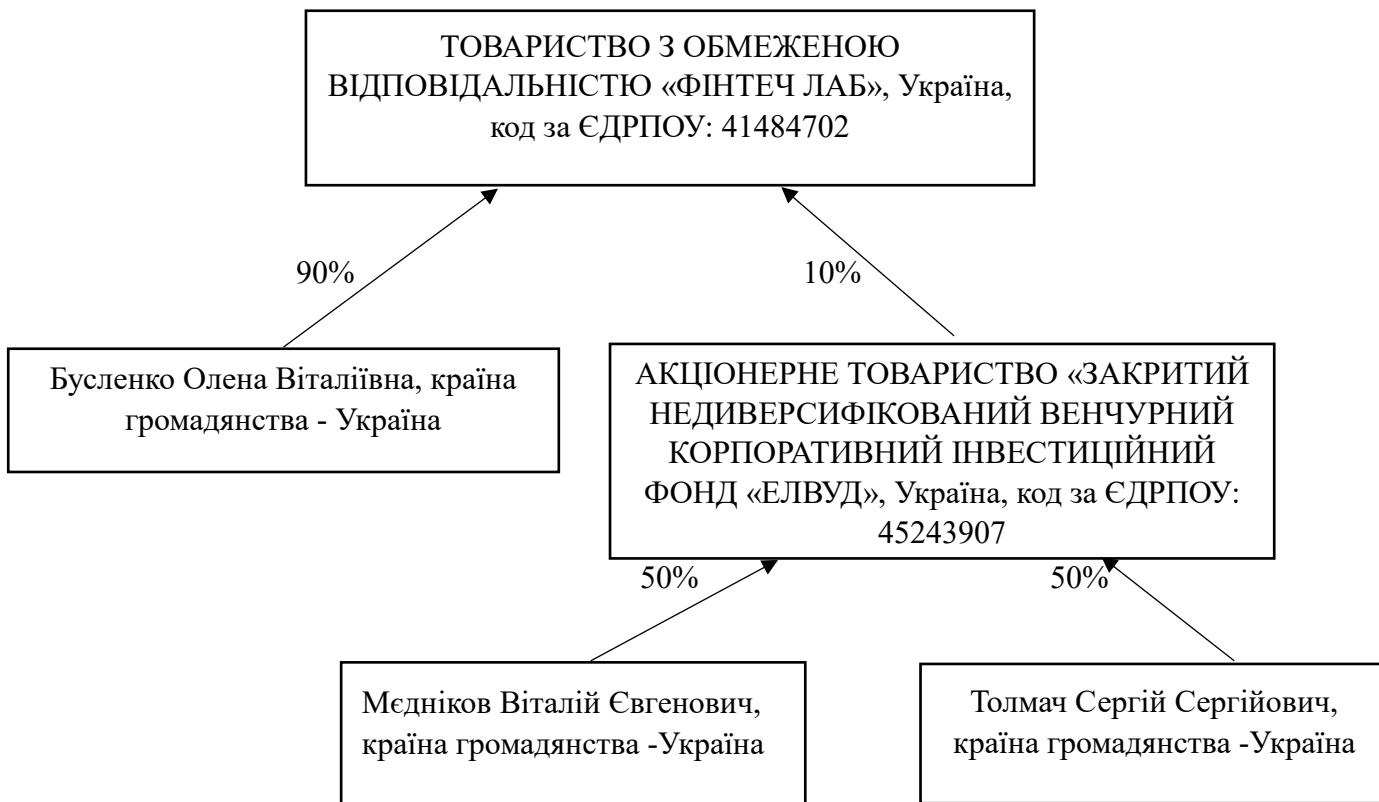 ТОВАРИСТВО З ОБМЕЖЕНОЮ
ВІДПОВІДАЛЬНІСТЮ «ФІНТЕЧ ЛАБ», Україна,
код за ЄДРПОУ: 41484702
90%
10%
Бусленко Олена Віталіївна, країна
громадянства - Україна
АКЦІОНЕРНЕ ТОВАРИСТВО «ЗАКРИТИЙ
НЕДИВЕРСИФІКОВАНИЙ ВЕНЧУРНИЙ
КОРПОРАТИВНИЙ ІНВЕСТИЦІЙНИЙ
ФОНД «ЕЛВУД», Україна, код за ЄДРПОУ:
45243907
50%
50%
Мєдніков Віталій Євгенович,
країна громадянства -Україна
Толмач Сергій Сергійович,
країна громадянства -Україна